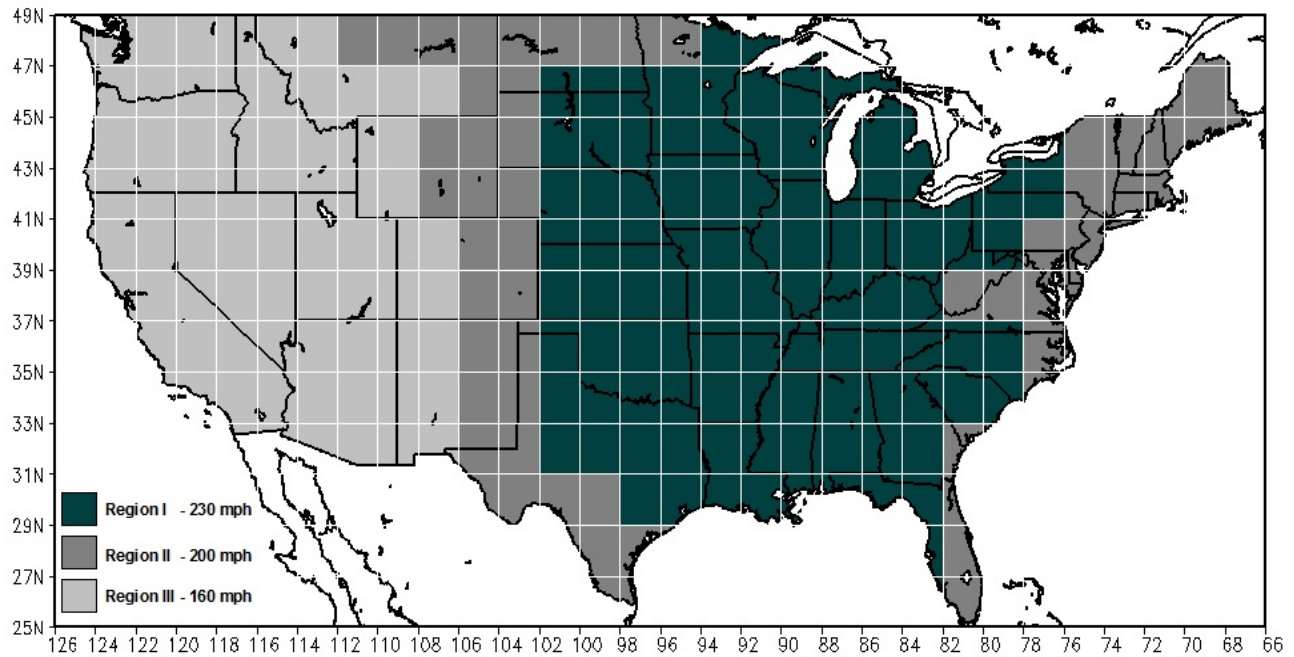 49N
47N
45N
43N
41N
39N
37N
35N
33N
31N
29N
27N
25N
Region I - 230 mph
Region II - 200 mph
Region III - 160 mph
126 124 122 120 118 116 114 112 110 108 106 104 102 100 98 96 94 92 90 88 86 84 82 80 78 76 74 72 70 68 66